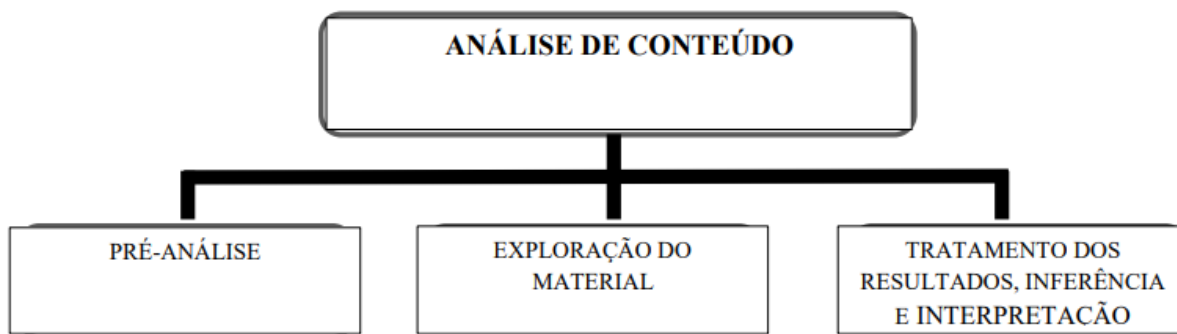 ANÁLISE DE CONTEÚDO
PRÉ-ANÁLISE
EXPLORAÇÃO DO
MATERIAL
TRATAMENTO DOS
RESULTADOS, INFERÊNCIA
E INTERPRETAÇÃO